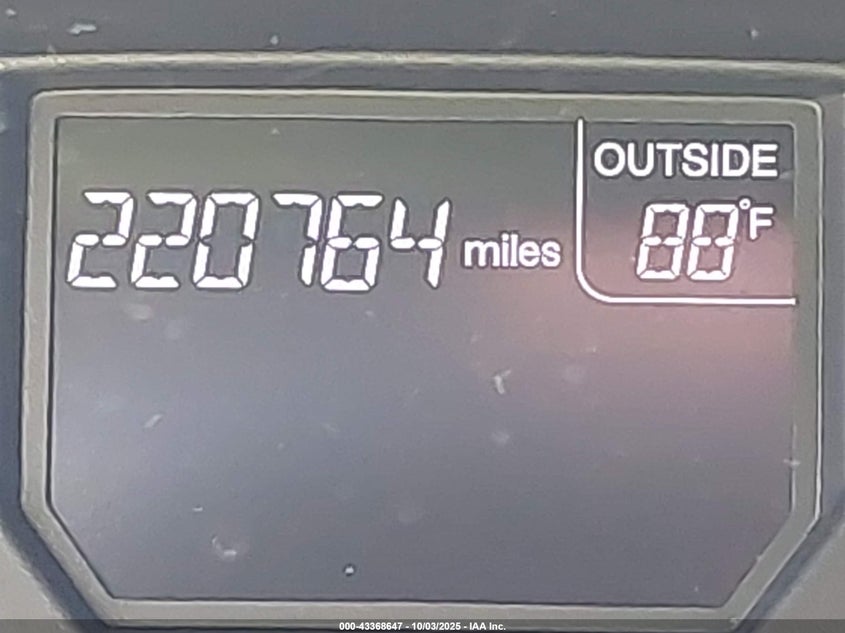 OUTSIDE
220764 miles 88°F
000-43368647 - 10/03/2025 - IAA Inc.